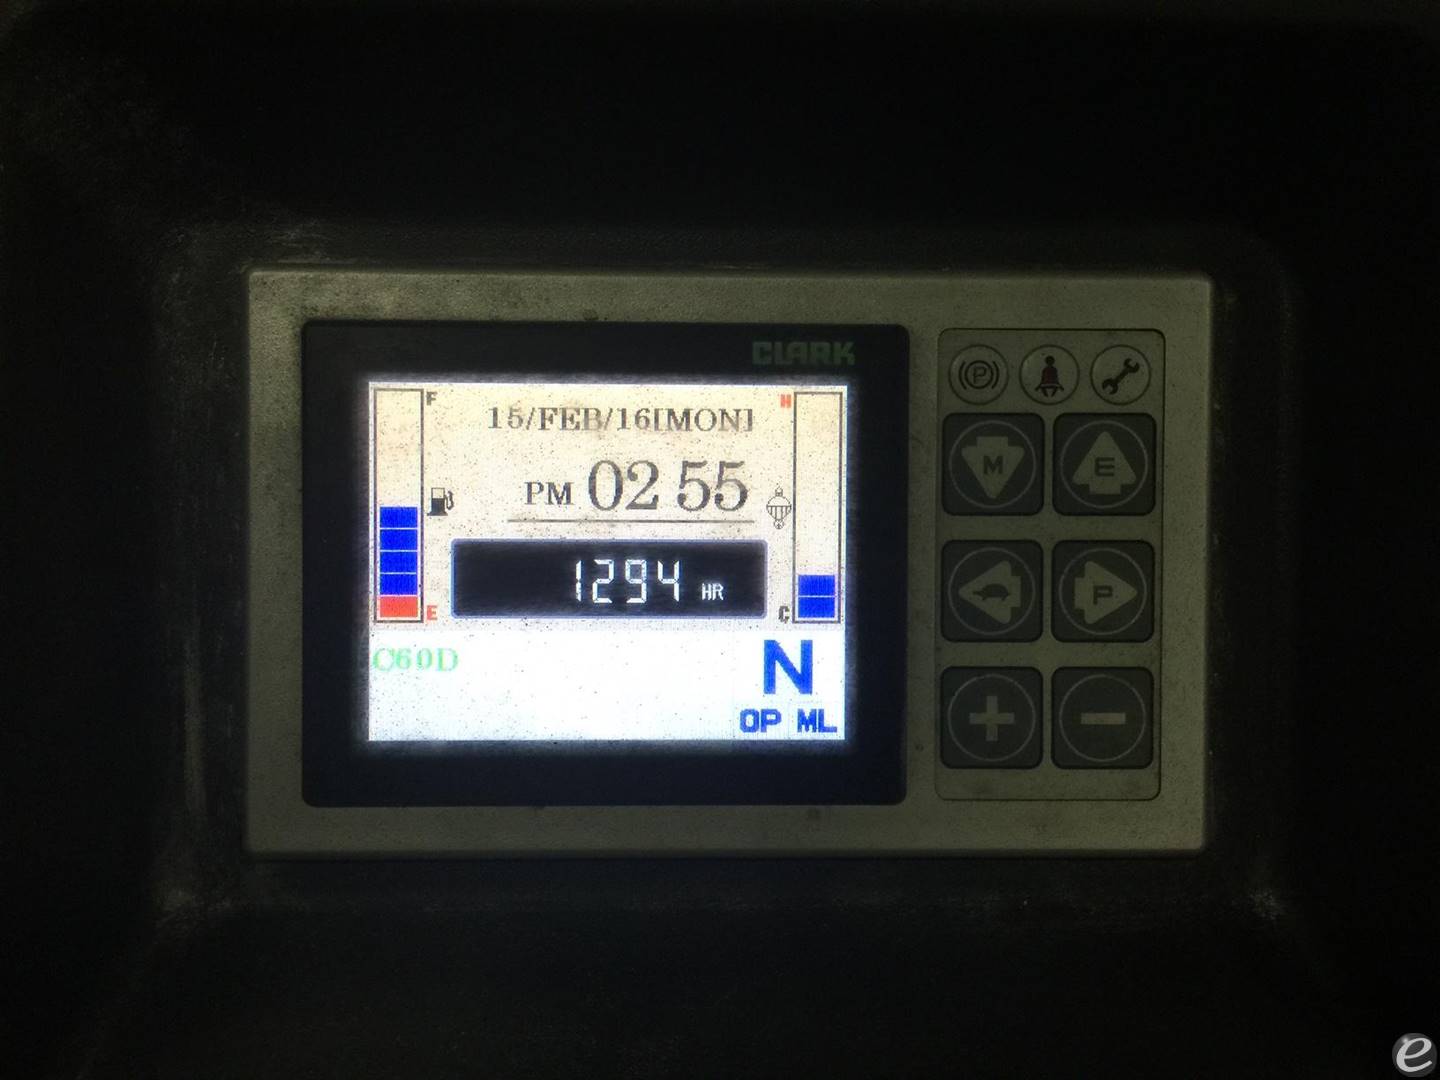 CLARK
F
15/FEB/16[MON]
H
PM 02 55
1294 HR
E
C
C60D
N
OP ML
P
M
E
P
e